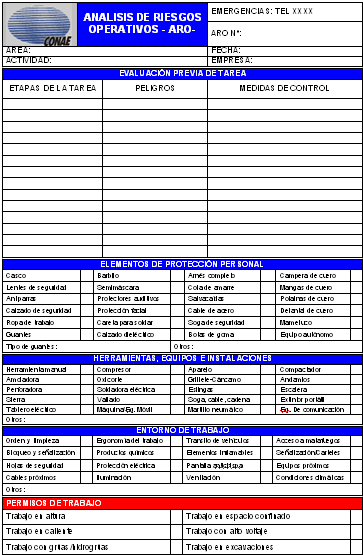 CONAE
ANALISIS DE RIESGOS
OPERATIVOS - ARO-
EMERGENCIAS: TEL XXXX
ARO Nº:
AREA:
FECHA:
ACTIVIDAD:
EMPRESA:
EVALUACIÓN PREVIA DE TAREA
ETAPAS DE LA TAREA PELIGROS MEDIDAS DE CONTROL
ELEMENTOS DE PROTECCIÓN PERSONAL
Casco Barbijo Arnés completo Campera de cuero
Lentes de seguridad Semimáscara Cola de amarre Mangas de cuero
Antiparras Protectores auditivos Salvacaídas Polainas de cuero
Calzado de seguridad Protección facial Cable de acero Delantal de cuero
Ropa de trabajo Careta para soldar Soga de seguridad Mameluco
Guantes Calzado dieléctrico Botas de goma Equipo autónomo
Tipo de guantes: Otros:
HERRAMIENTAS, EQUIPOS E INSTALACIONES
Herramienta manual Compresor Aparejo Compactador
Amoladora Oxicorte Grillete-Cáncamo Andamios
Perforadora Soldadora eléctrica Eslingas Escalera
Sierra Vallado Soga, cable, cadena Extintor portátil
Tablero eléctrico Máquina/Eq. Móvil Martillo neumático Eq. De comunicación
Otros:
ENTORNO DE TRABAJO
Orden y limpieza Ergonomía del trabajo Transito de vehículos Acceso a matafuegos
Bloqueo y señalización Productos químicos Elementos inflamables Señalización/Carteles
Hojas de seguridad Protección eléctrica Pantalla Equipos próximos
Cables próximos Iluminación Ventilación Condiciones climáticas
Otros:
PERMISOS DE TRABAJO
Trabajo en altura Trabajo en espacio confinado
Trabajo en caliente Trabajo con alto voltaje
Trabajo con grúas/hidrogrúas Trabajo en excavaciones